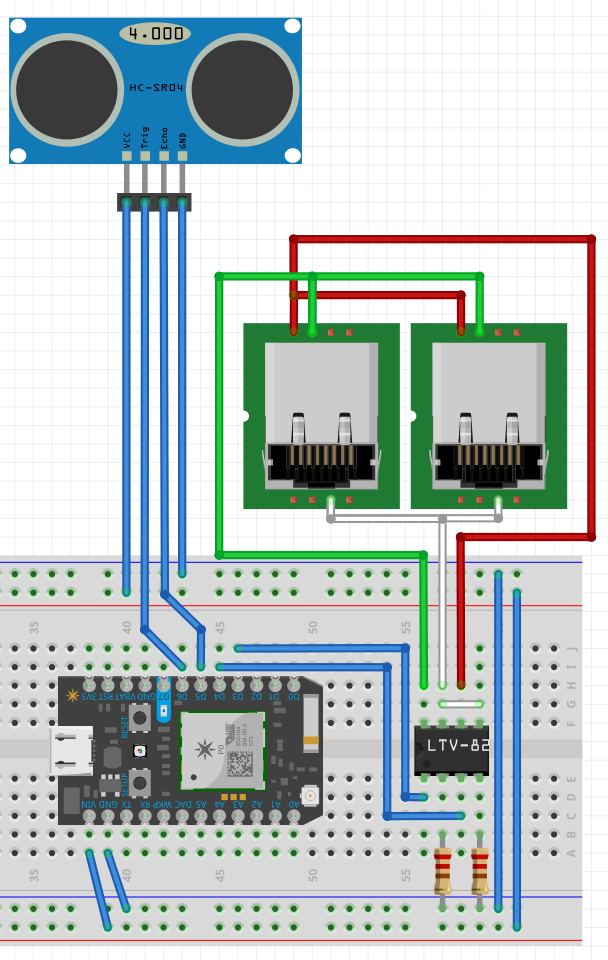 4.000
HC-SR04
VCC Trig Echo GND
35 40 45 50 55
J
I
H
G
F
3V3 RST VBAT GND D7 D6 D5 D4 D3 D2 D1 D0
RESET
P0
LTV-82
SETUP
VIN GND TX RX WKP DAC A5 A4 A3 A2 A1 A0
E
D
C
B
A
35 40 45 50 55